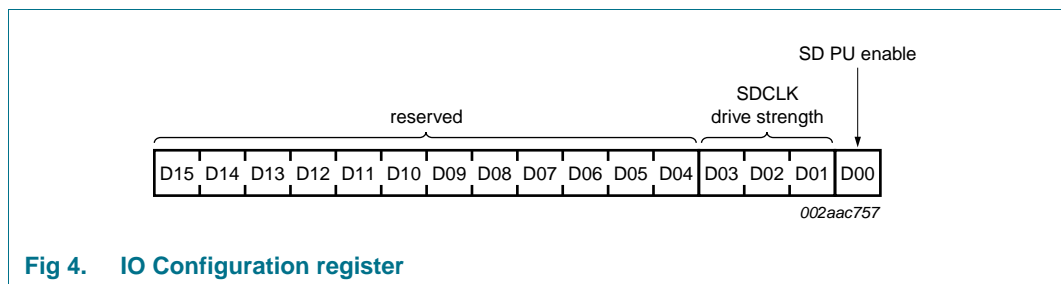 SD PU enable
SDCLK
drive strength
reserved
D15 D14 D13 D12 D11 D10 D09 D08 D07 D06 D05 D04 D03 D02 D01 D00
002aac757
Fig 4. IO Configuration register